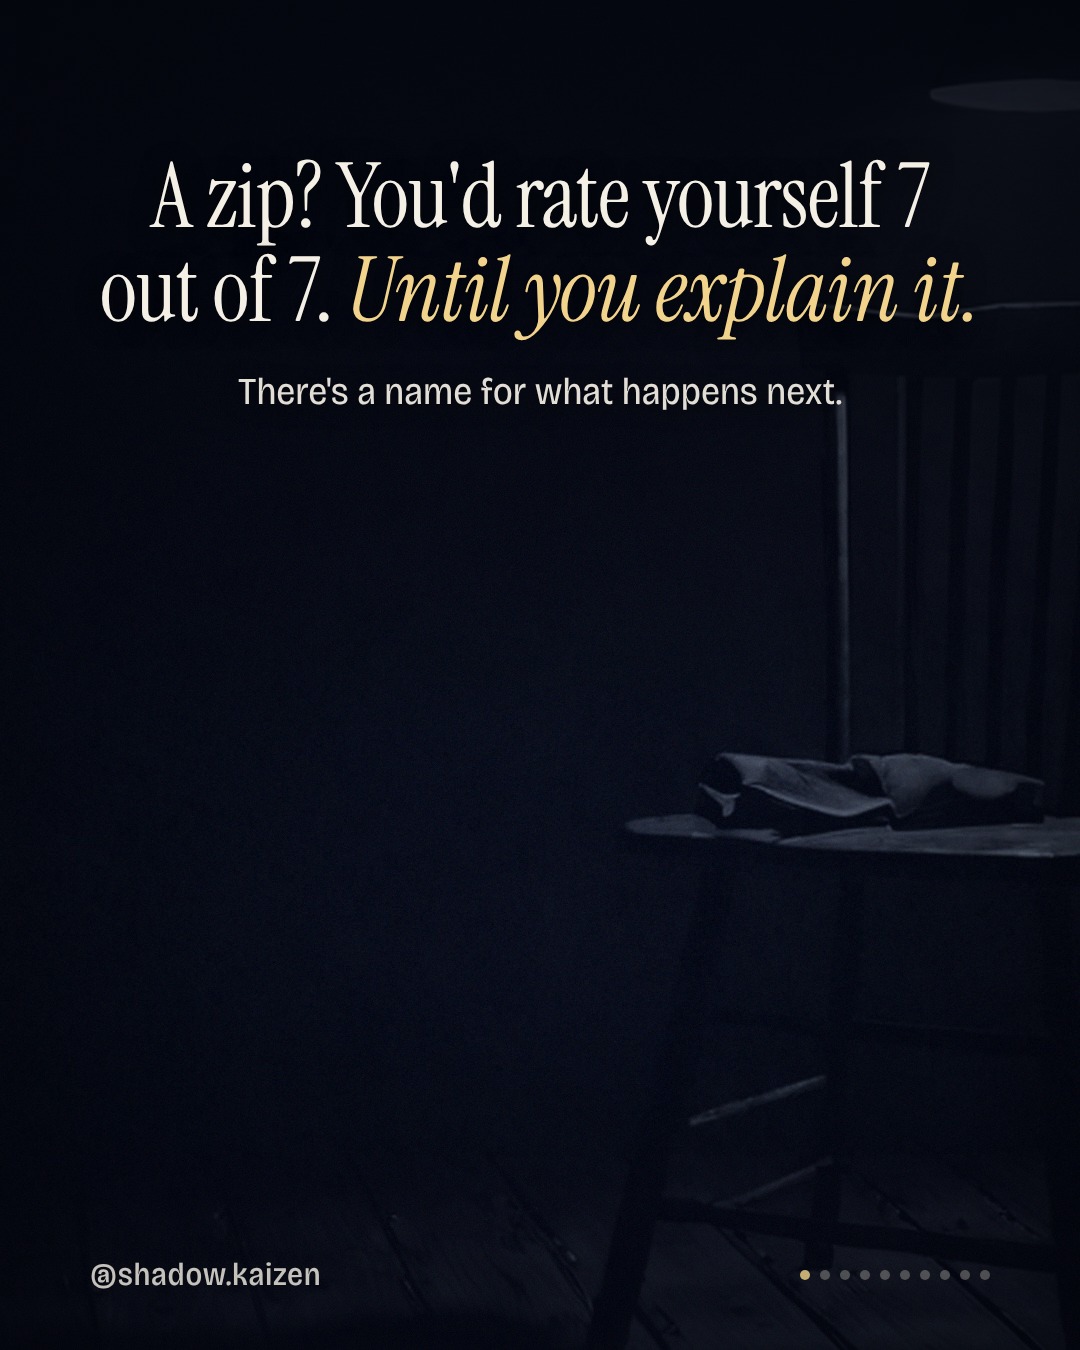 A zip? You'd rate yourself 7
out of 7. Until you explain it.
There's a name for what happens next.
@shadow.kaizen